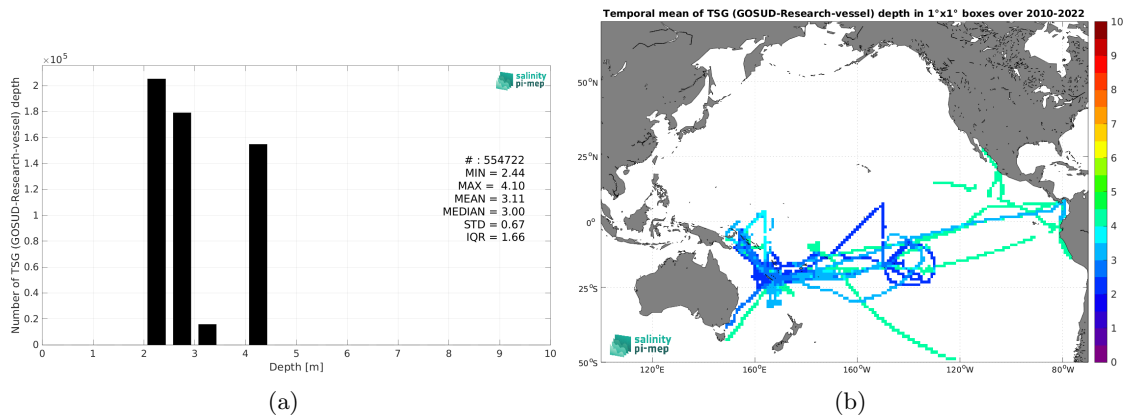 ×10⁵
2
1.8
1.6
1.4
1.2
1
0.8
0.6
0.4
0.2
0
Number of TSG (GOSUD-Research-vessel) depth
0 1 2 3 4 5 6 7 8 9 10
Depth [m]
salinity
pi-mep
# : 554722
MIN = 2.44
MAX = 4.10
MEAN = 3.11
MEDIAN = 3.00
STD = 0.67
IQR = 1.66
(a)
Temporal mean of TSG (GOSUD-Research-vessel) depth in 1°x1° boxes over 2010-2022
50°N
25°N
0°
25°S
50°S
120°E 160°E 160°W 120°W 80°W
salinity
pi-mep
10
9
8
7
6
5
4
3
2
1
0
(b)